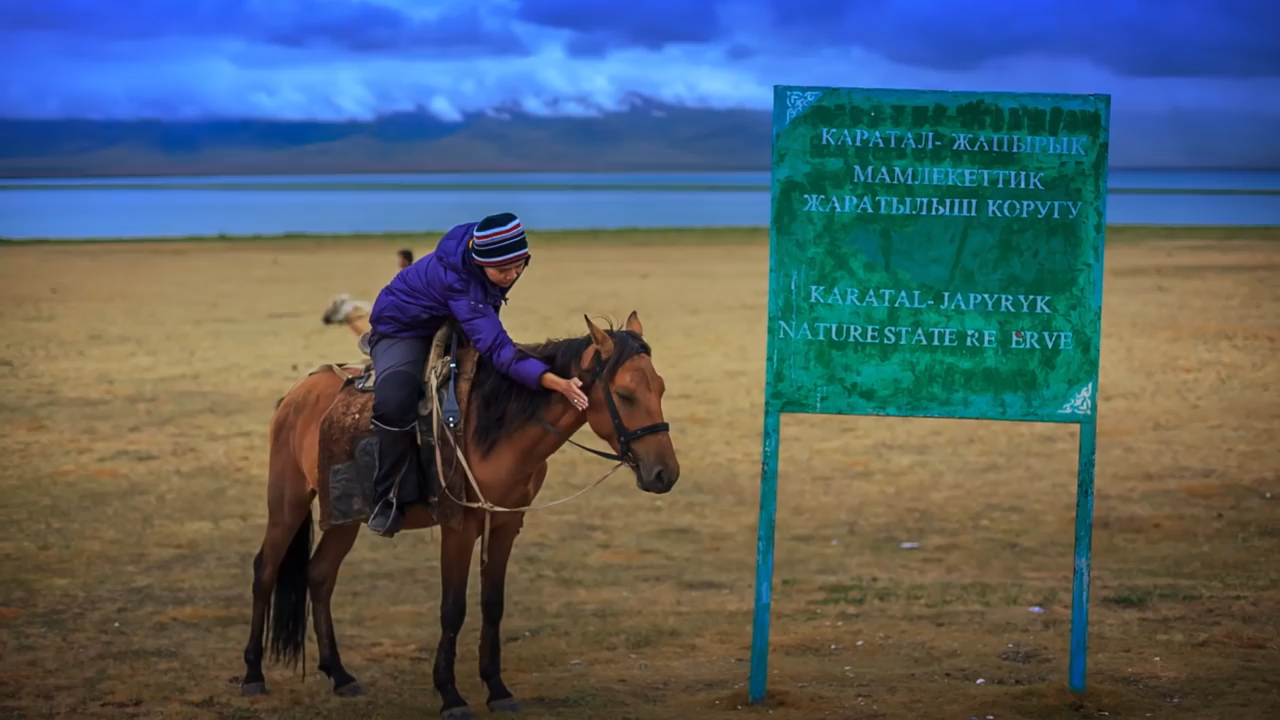 КАРАТАЛ- ЖАПЫРЫК
МАМЛЕКЕТТИК
ЖАРАТЫЛЫШ КОРУГУ
KARATAL-JAPYRYK
NATURE STATE RE ERVE